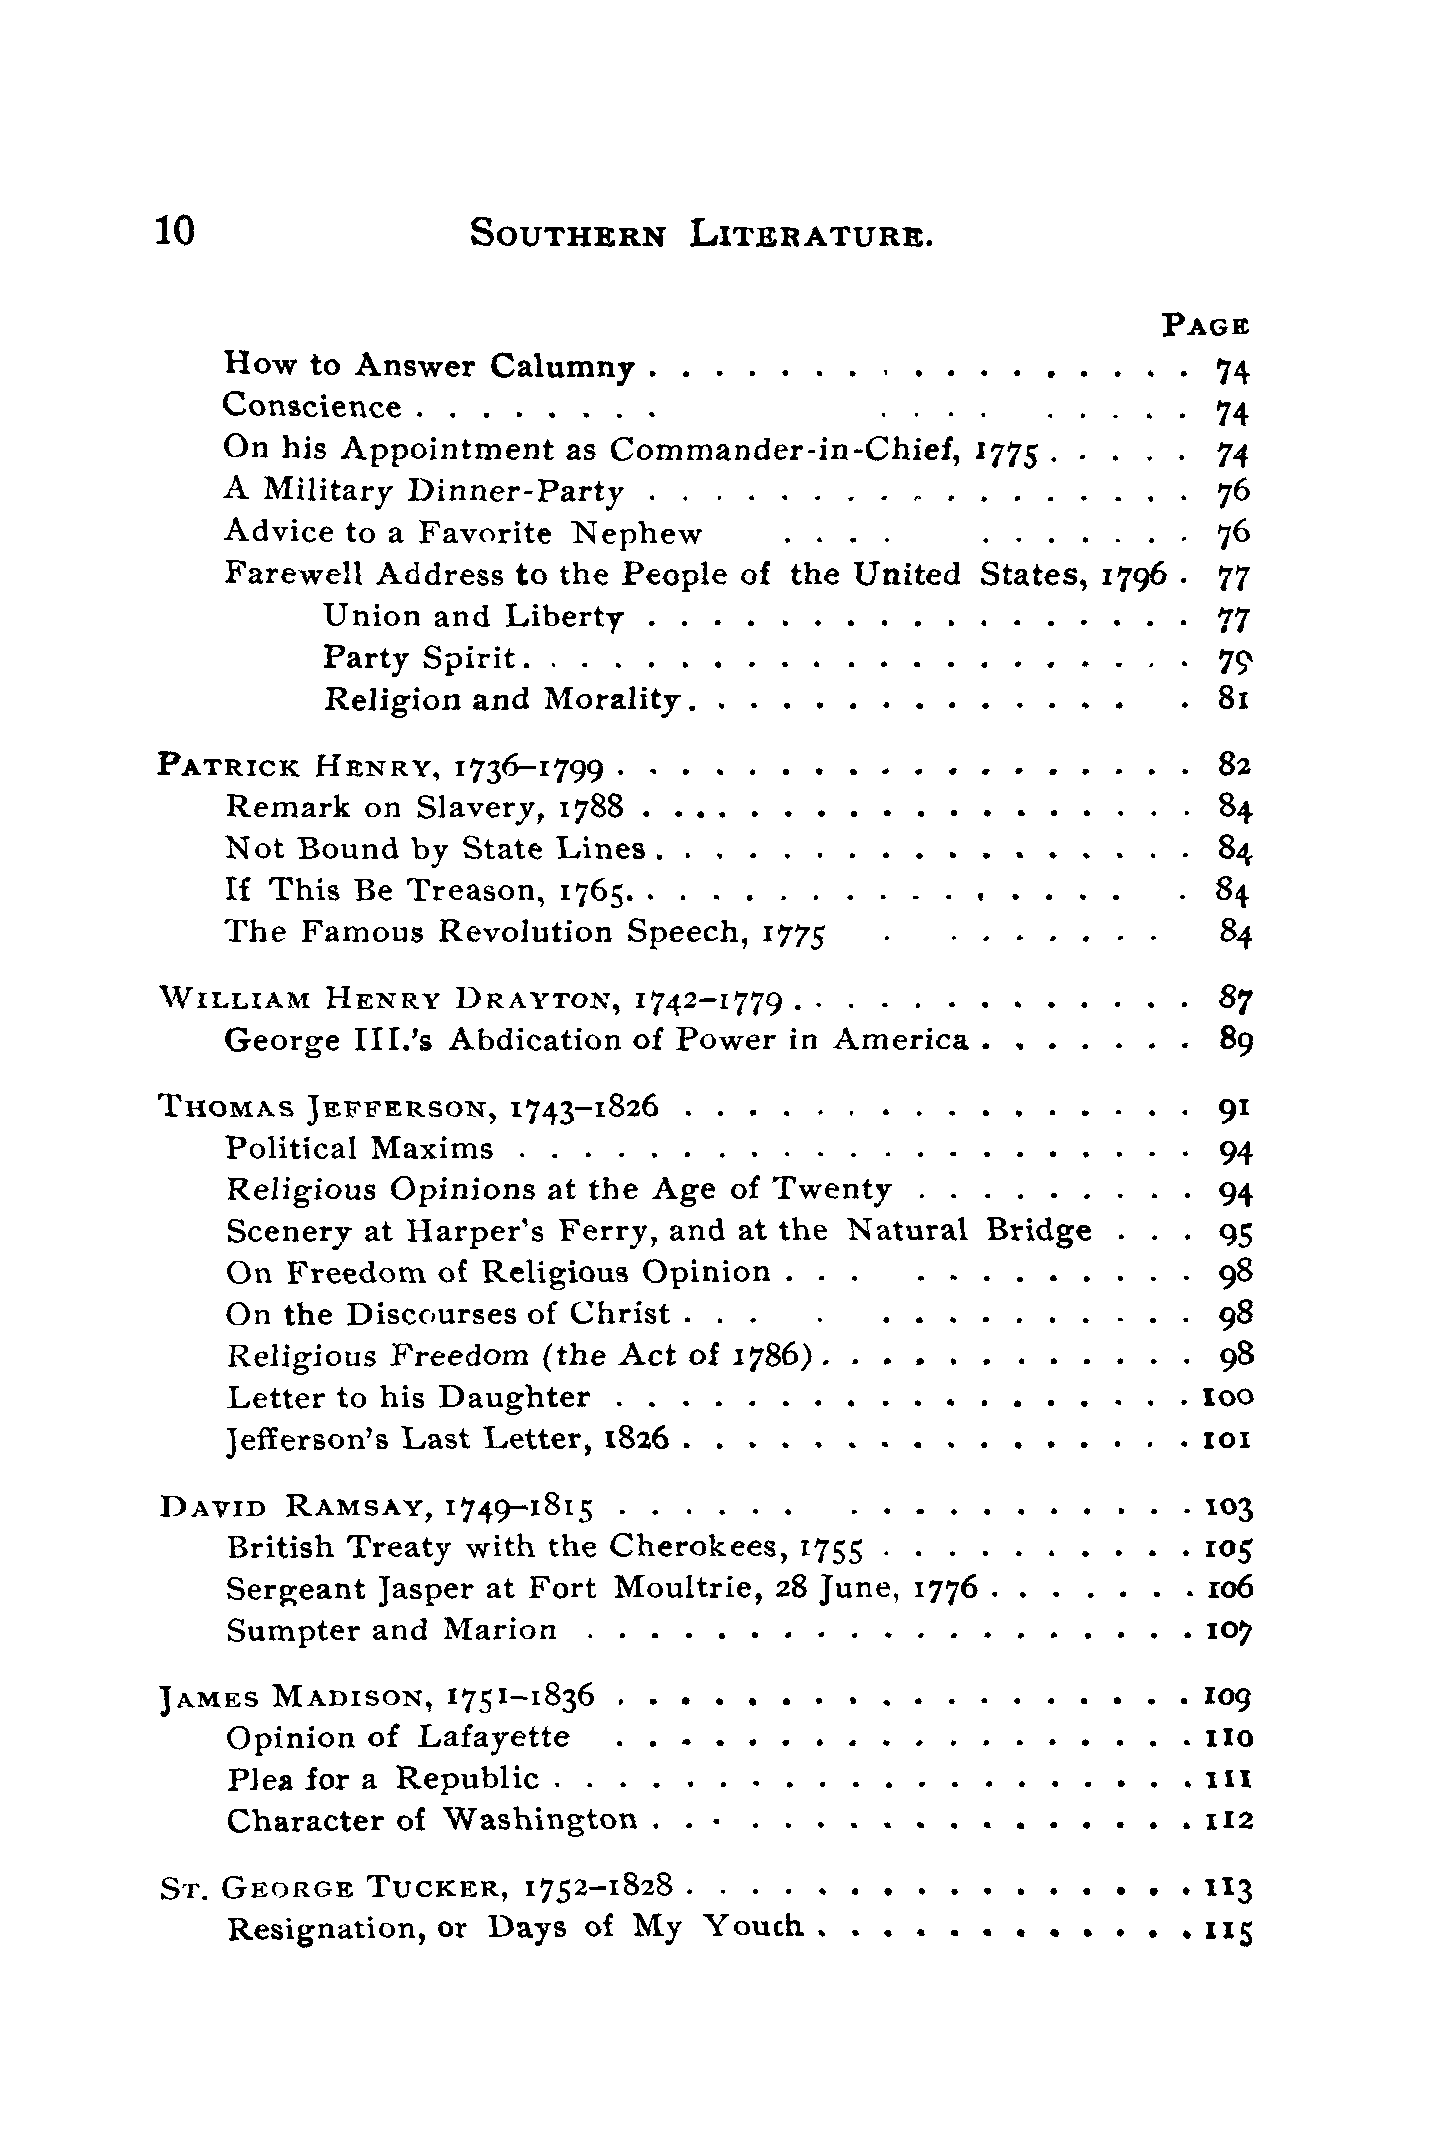 10 SOUTHERN LITERATURE.
PAGE
How to Answer Calumny . . . . . . . . . . . . . . . . . 74
Conscience . . . . . . . . . . . . . . . . . 74
On his Appointment as Commander-in-Chief, 1775 . . . . . 74
A Military Dinner-Party . . . . . . . . . . . . . . . . . 76
Advice to a Favorite Nephew . . . . . . . . . . . 76
Farewell Address to the People of the United States, 1796 . 77
Union and Liberty . . . . . . . . . . . . . . . . . 77
Party Spirit . . . . . . . . . . . . . . . . . . . . . 79
Religion and Morality . . . . . . . . . . . . . . . 81
PATRICK HENRY, 1736–1799 . . . . . . . . . . . . . . . . . . 82
Remark on Slavery, 1788 . . . . . . . . . . . . . . . . . . 84
Not Bound by State Lines . . . . . . . . . . . . . . . . . 84
If This Be Treason, 1765. . . . . . . . . . . . . . . . . 84
The Famous Revolution Speech, 1775 . . . . . . . . 84
WILLIAM HENRY DRAYTON, 1742–1779 . . . . . . . . . . . . . 87
George III.'s Abdication of Power in America . . . . . . . 89
THOMAS JEFFERSON, 1743–1826 . . . . . . . . . . . . . . . . 91
Political Maxims . . . . . . . . . . . . . . . . . . . . . 94
Religious Opinions at the Age of Twenty . . . . . . . . . 94
Scenery at Harper's Ferry, and at the Natural Bridge . . . 95
On Freedom of Religious Opinion . . . . . . . . . . . . 98
On the Discourses of Christ . . . . . . . . . . . . . . 98
Religious Freedom (the Act of 1786) . . . . . . . . . . . . 98
Letter to his Daughter . . . . . . . . . . . . . . . . . . 100
Jefferson's Last Letter, 1826 . . . . . . . . . . . . . . . . 101
DAVID RAMSAY, 1749–1815 . . . . . . . . . . . . . . . . . 103
British Treaty with the Cherokees, 1755 . . . . . . . . . . 105
Sergeant Jasper at Fort Moultrie, 28 June, 1776 . . . . . . . 106
Sumpter and Marion . . . . . . . . . . . . . . . . . . . 107
JAMES MADISON, 1751–1836 . . . . . . . . . . . . . . . . . . 109
Opinion of Lafayette . . . . . . . . . . . . . . . . . . 110
Plea for a Republic . . . . . . . . . . . . . . . . . . . . 111
Character of Washington . . . . . . . . . . . . . . . . . 112
ST. GEORGE TUCKER, 1752–1828 . . . . . . . . . . . . . . . . 113
Resignation, or Days of My Youth . . . . . . . . . . . . 115